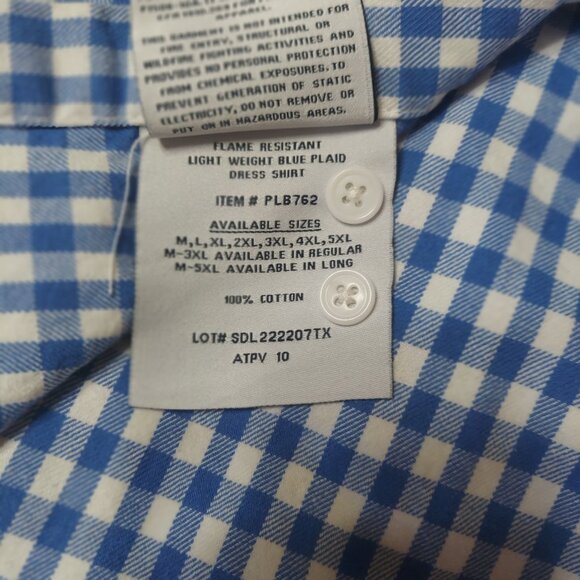 APPAREL.
THIS GARMENT IS NOT INTENDED FOR
FIRE ENTRY, STRUCTURAL OR
WILDFIRE FIGHTING ACTIVITIES AND
PROVIDES NO PERSONAL PROTECTION
FROM CHEMICAL EXPOSURES. TO
PREVENT GENERATION OF STATIC
ELECTRICITY, DO NOT REMOVE OR
PUT ON IN HAZARDOUS AREAS.
FLAME RESISTANT
LIGHT WEIGHT BLUE PLAID
DRESS SHIRT
ITEM # PLB762
AVAILABLE SIZES
M,L,XL,2XL,3XL,4XL,5XL
M-3XL AVAILABLE IN REGULAR
M-5XL AVAILABLE IN LONG
100% COTTON
LOT# SDL222207TX
ATPV 10